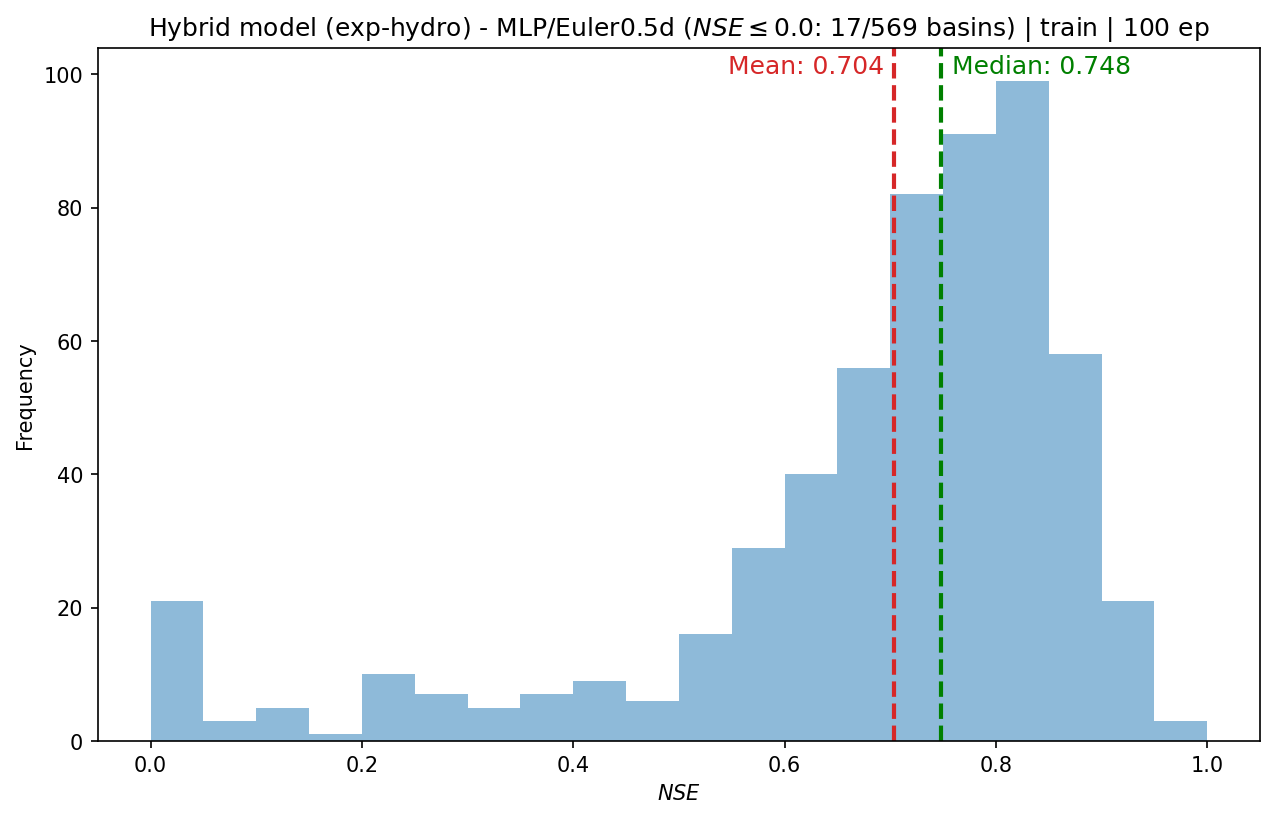 Hybrid model (exp-hydro) - MLP/Euler0.5d (NSE ≤ 0.0: 17/569 basins) | train | 100 ep
Mean: 0.704
Median: 0.748
100
80
60
40
20
0
Frequency
0.0
0.2
0.4
0.6
0.8
1.0
NSE